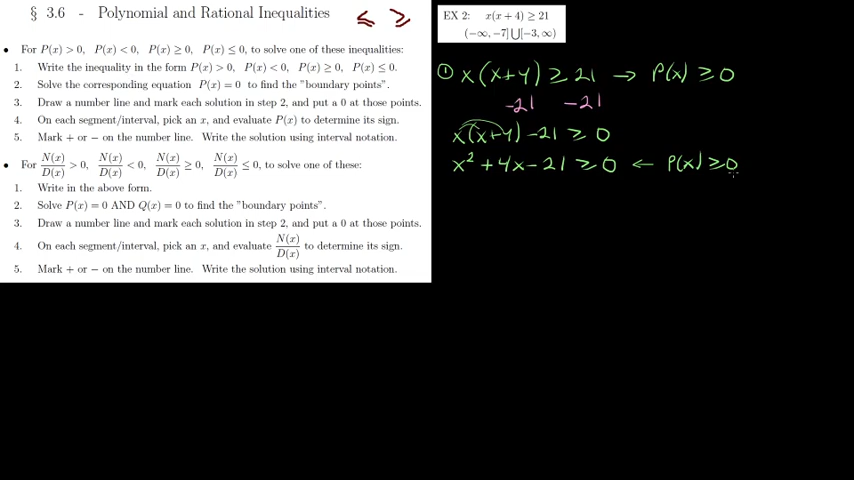 § 3.6 - Polynomial and Rational Inequalities ≤ ≥
• For P(x) > 0, P(x) < 0, P(x) ≥ 0, P(x) ≤ 0, to solve one of these inequalities:
1. Write the inequality in the form P(x) > 0, P(x) < 0, P(x) ≥ 0, P(x) ≤ 0.
2. Solve the corresponding equation P(x) = 0 to find the "boundary points".
3. Draw a number line and mark each solution in step 2, and put a 0 at those points.
4. On each segment/interval, pick an x, and evaluate P(x) to determine its sign.
5. Mark + or − on the number line. Write the solution using interval notation.
• For N(x)/D(x) > 0, N(x)/D(x) < 0, N(x)/D(x) ≥ 0, N(x)/D(x) ≤ 0, to solve one of these:
1. Write in the above form.
2. Solve P(x) = 0 AND Q(x) = 0 to find the "boundary points".
3. Draw a number line and mark each solution in step 2, and put a 0 at those points.
4. On each segment/interval, pick an x, and evaluate N(x)/D(x) to determine its sign.
5. Mark + or − on the number line. Write the solution using interval notation.
EX 2: x(x + 4) ≥ 21
(−∞, −7] ⋃[−3, ∞)
① x(x+4) ≥ 21 → P(x) ≥ 0
-21 -21
x(x+4) - 21 ≥ 0
x² + 4x - 21 ≥ 0 ← P(x) ≥ 0